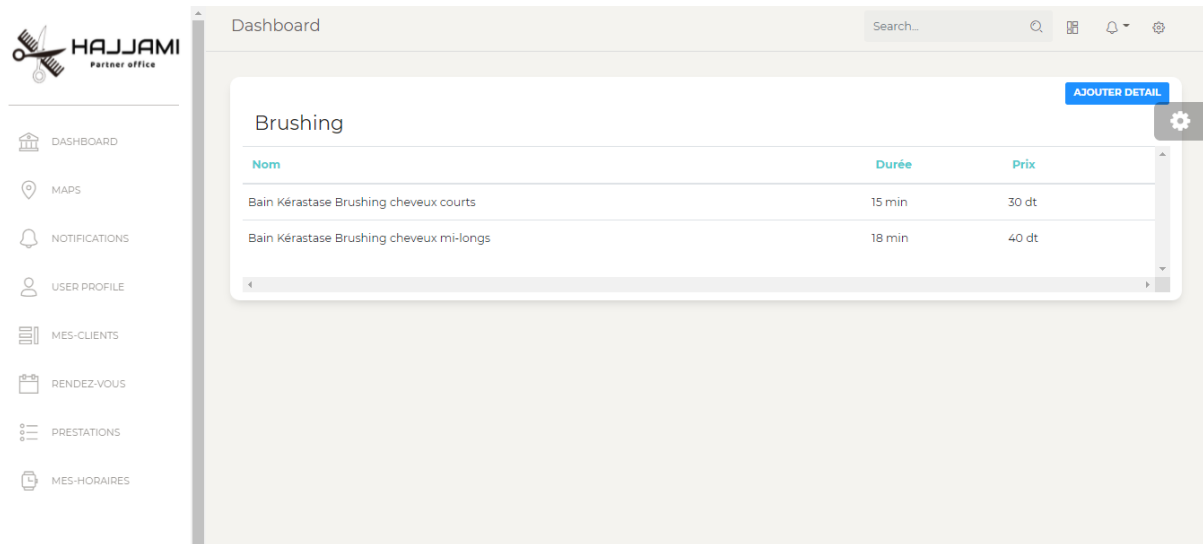 HAJJAMI
Partner office
DASHBOARD
MAPS
NOTIFICATIONS
USER PROFILE
MES-CLIENTS
RENDEZ-VOUS
PRESTATIONS
MES-HORAIRES
Dashboard
Search...
AJOUTER DETAIL
Brushing
Nom Durée Prix
Bain Kérastase Brushing cheveux courts 15 min 30 dt
Bain Kérastase Brushing cheveux mi-longs 18 min 40 dt